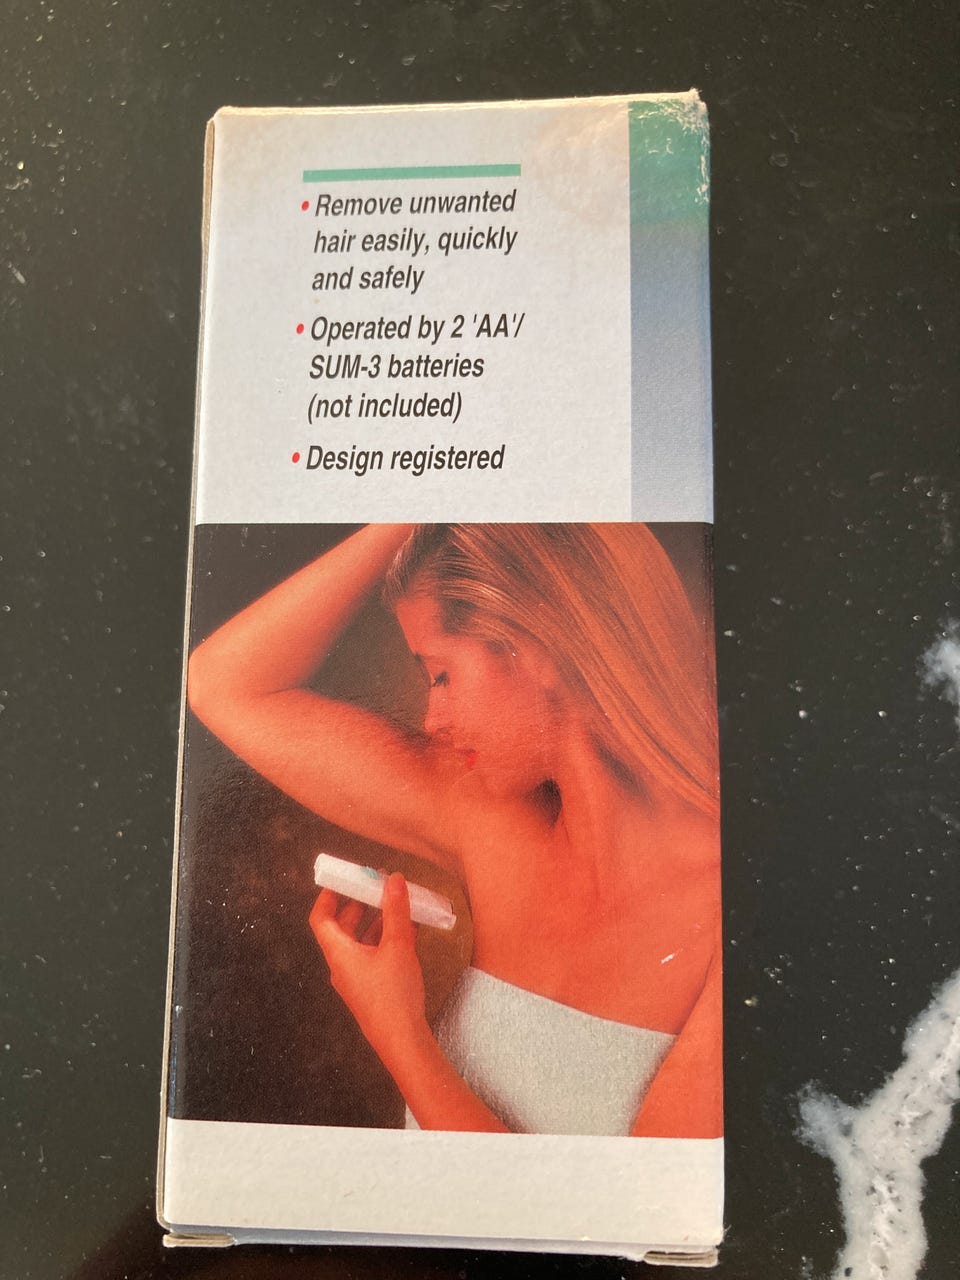 • Remove unwanted
hair easily, quickly
and safely
• Operated by 2 'AA'/
SUM-3 batteries
(not included)
• Design registered